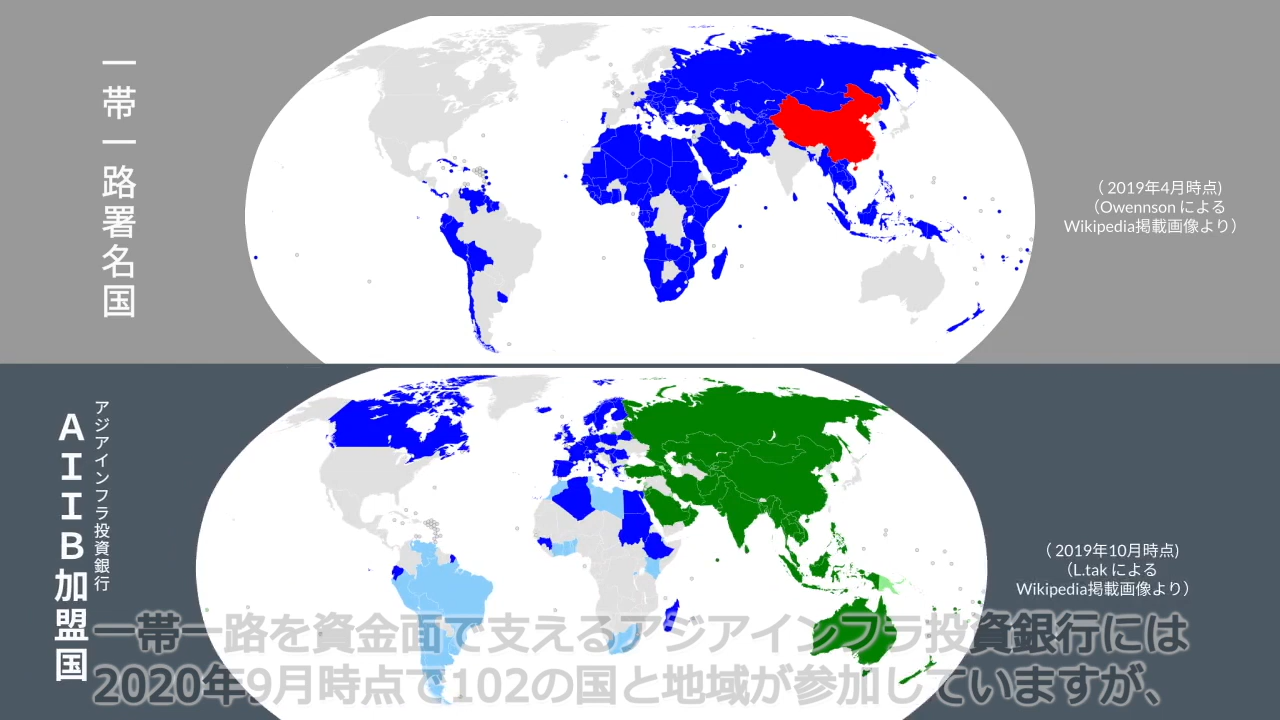 一帯一路署名国
（ 2019年4月時点)
（Owennson による
Wikipedia掲載画像より）
アジアインフラ投資銀行
ＡＩＩＢ加盟国
（ 2019年10月時点)
（L.tak による
Wikipedia掲載画像より）
一帯一路を資金面で支えるアジアインフラ投資銀行には
2020年9月時点で102の国と地域が参加していますが、